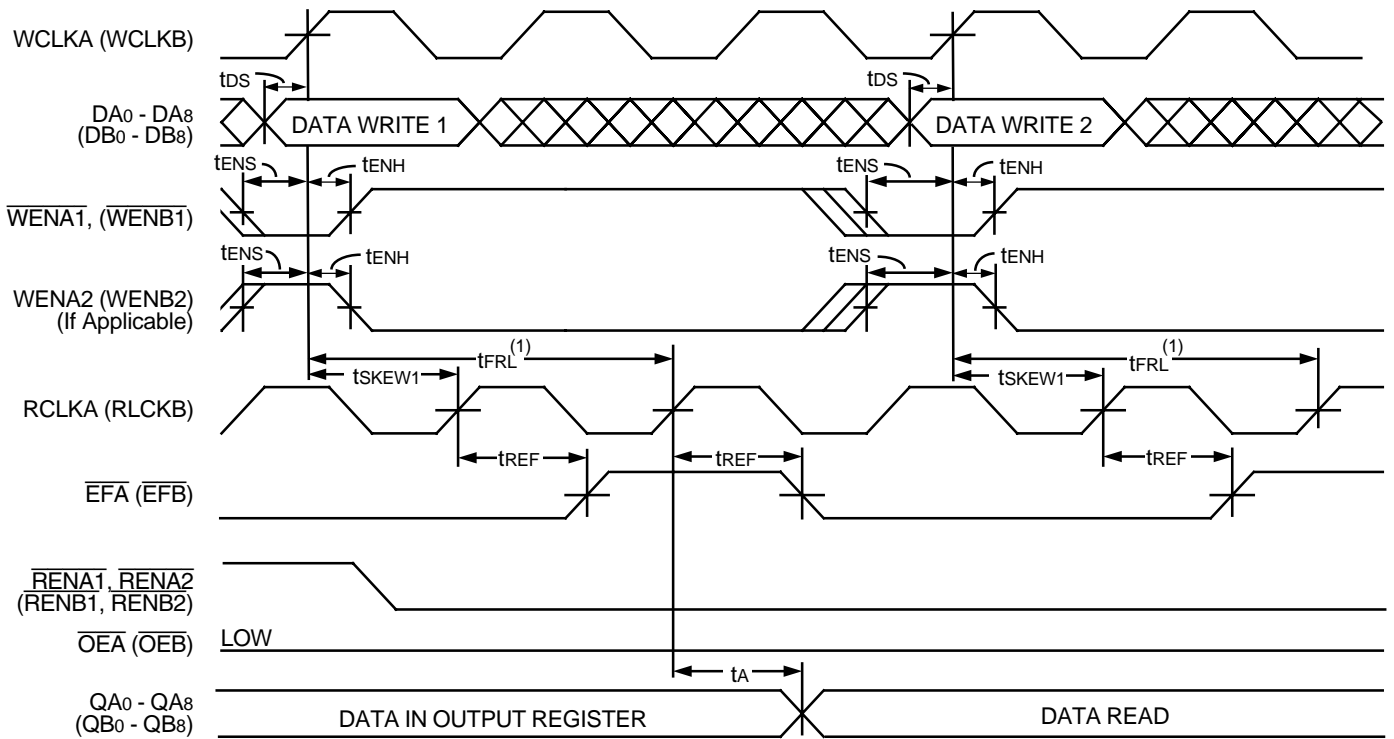 WCLKA (WCLKB)
tDS
tDS
DA0 - DA8
(DB0 - DB8)
DATA WRITE 1
DATA WRITE 2
tENS
tENH
tENS
tENH
WENA1, (WENB1)
tENS
tENH
tENS
tENH
WENA2 (WENB2)
(If Applicable)
tFRL(1)
tFRL(1)
tSKEW1
tSKEW1
RCLKA (RLCKB)
tREF
tREF
tREF
EFA (EFB)
RENA1, RENA2
(RENB1, RENB2)
OEA (OEB)
LOW
tA
QA0 - QA8
(QB0 - QB8)
DATA IN OUTPUT REGISTER
DATA READ